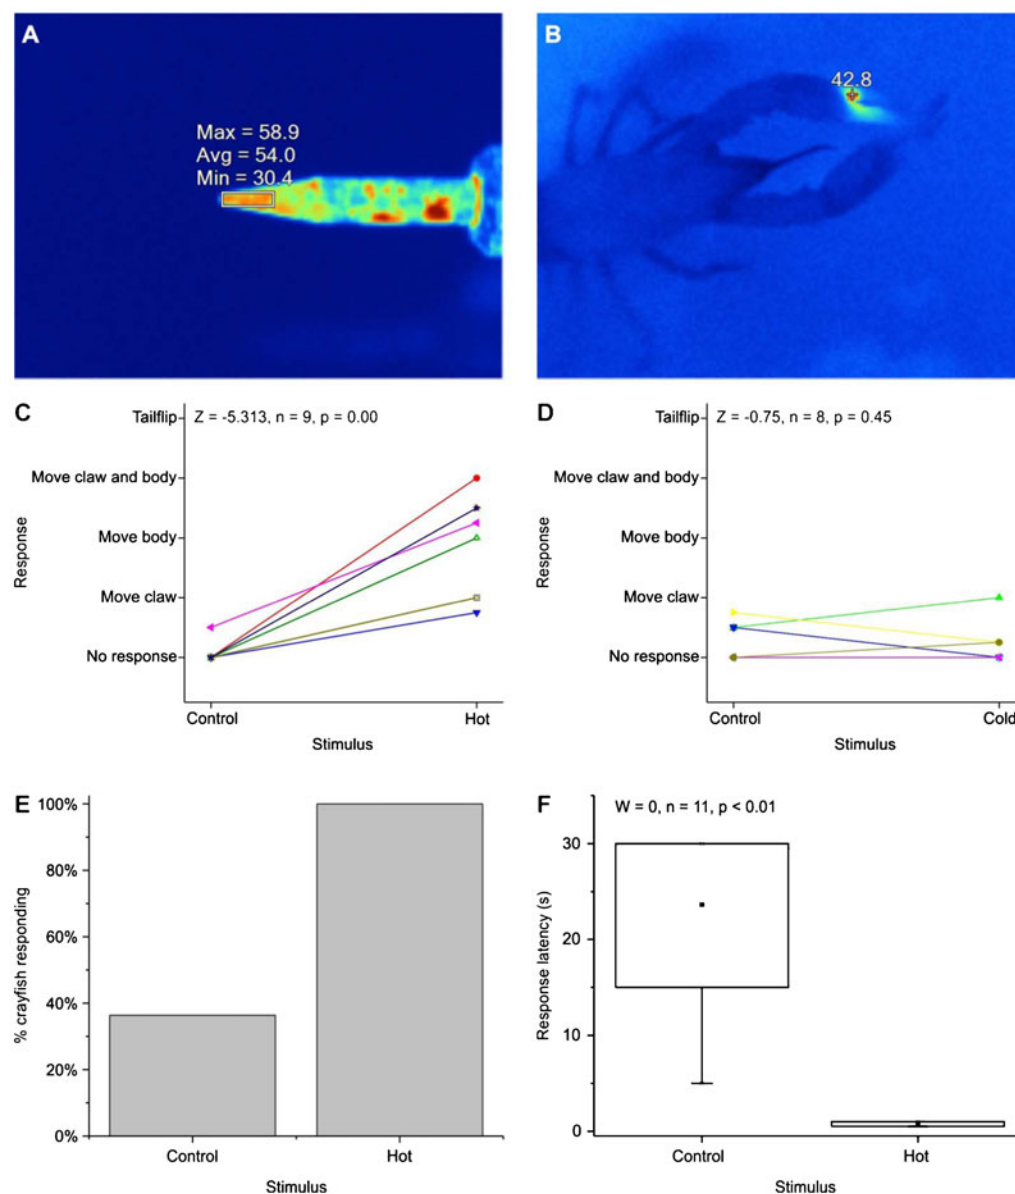 A
Max = 58.9
Avg = 54.0
Min = 30.4
B
42.8
C
Z = -5.313, n = 9, p = 0.00
Tailflip
Move claw and body
Move body
Move claw
No response
Response
Control
Hot
Stimulus
D
Z = -0.75, n = 8, p = 0.45
Tailflip
Move claw and body
Move body
Move claw
No response
Response
Control
Cold
Stimulus
E
100%
80%
60%
40%
20%
0%
% crayfish responding
Control
Hot
Stimulus
F
W = 0, n = 11, p < 0.01
30
20
10
0
Response latency (s)
Control
Hot
Stimulus